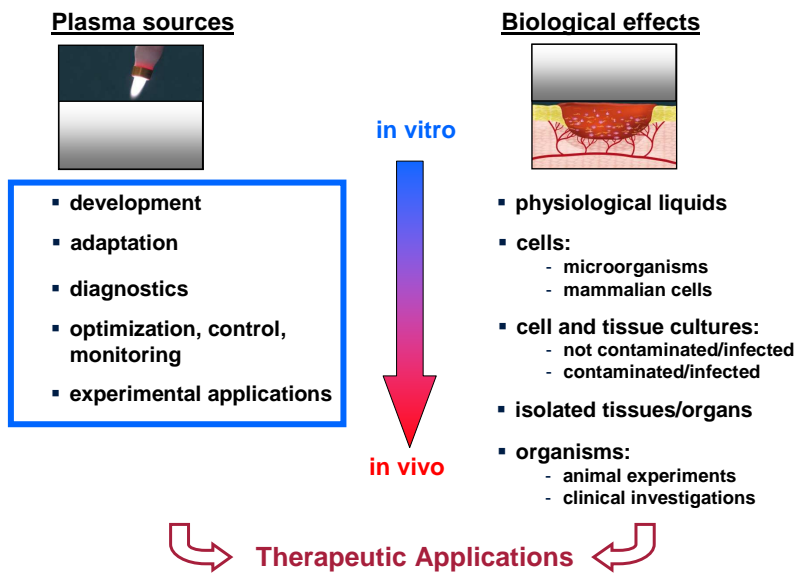 Plasma sources
▪ development
▪ adaptation
▪ diagnostics
▪ optimization, control,
monitoring
▪ experimental applications
in vitro
in vivo
Biological effects
▪ physiological liquids
▪ cells:
- microorganisms
- mammalian cells
▪ cell and tissue cultures:
- not contaminated/infected
- contaminated/infected
▪ isolated tissues/organs
▪ organisms:
- animal experiments
- clinical investigations
Therapeutic Applications